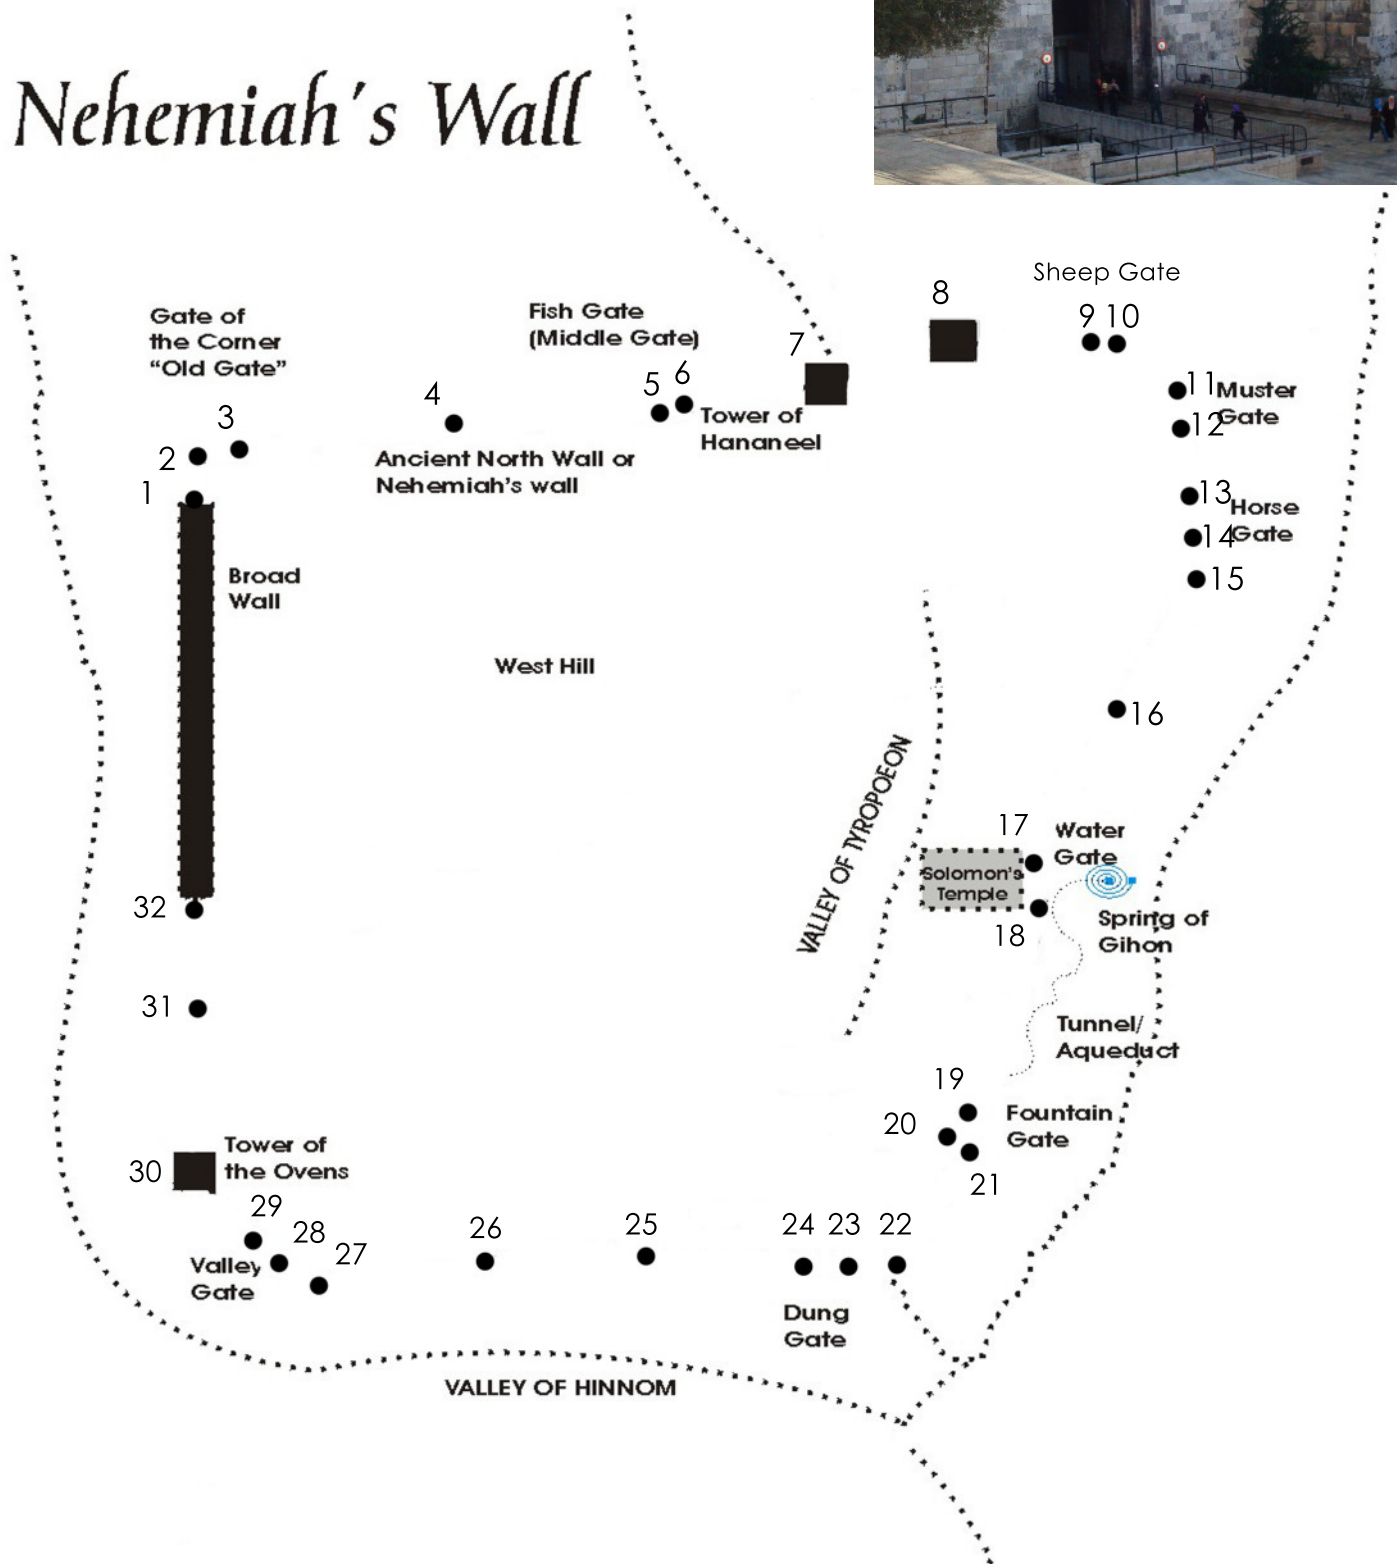 Nehemiah's Wall
Sheep Gate
8
9 10
Gate of
the Corner
"Old Gate"
Fish Gate
(Middle Gate)
7
6
5
4
3
2
1
11
Muster
Gate
12
Tower of
Hananeel
Ancient North Wall or
Nehemiah's wall
13
Horse
Gate
14
15
Broad
Wall
West Hill
16
VALLEY OF TYROPOEON
17
Water
Gate
Solomon's
Temple
18
Spring of
Gihon
32
31
Tunnel/
Aqueduct
19
20
Fountain
Gate
21
Tower of
the Ovens
30
29
28
27
26
25
24 23 22
Valley
Gate
Dung
Gate
VALLEY OF HINNOM